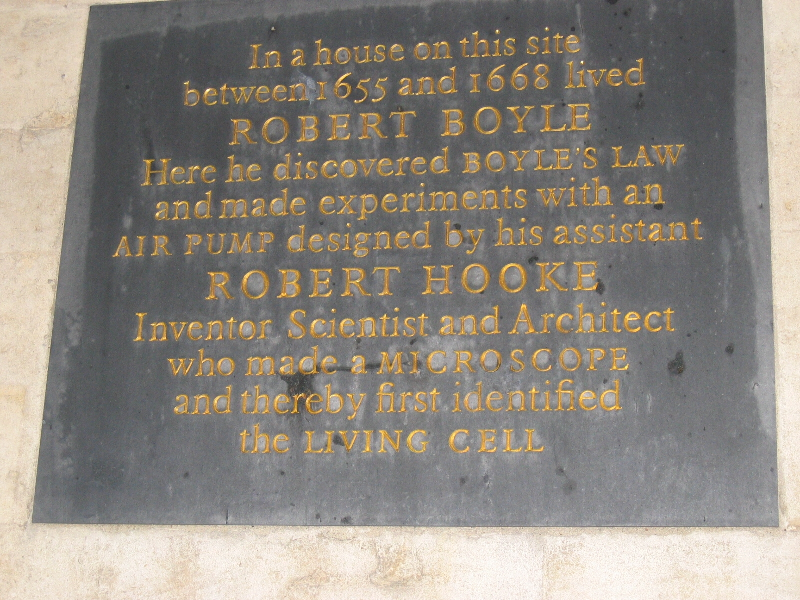 In a house on this site
between 1655 and 1668 lived
ROBERT BOYLE
Here he discovered BOYLE'S LAW
and made experiments with an
AIR PUMP designed by his assistant
ROBERT HOOKE
Inventor Scientist and Architect
who made a MICROSCOPE
and thereby first identified
the LIVING CELL